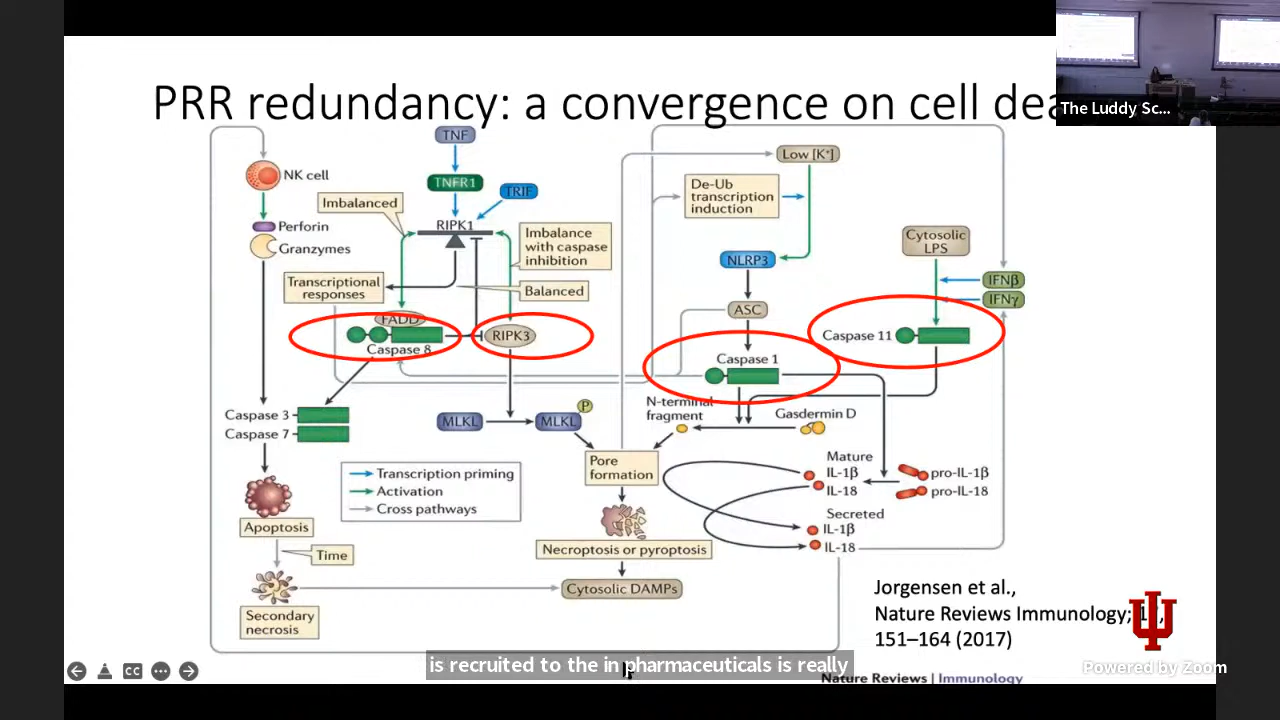 PRR redundancy: a convergence on cell dea
The Luddy Sc...
TNF
NK cell
TNFR1
TRIF
Low [K+]
De-Ub
transcription
induction
Imbalanced
RIPK1
Perforin
Granzymes
Imbalance
with caspase
inhibition
Cytosolic
LPS
NLRP3
IFNβ
IFNγ
Transcriptional
responses
Balanced
ASC
FADD
Caspase 8
RIPK3
Caspase 11
Caspase 1
N-terminal
fragment
Gasdermin D
Caspase 3
Caspase 7
MLKL
MLKL
P
Pore
formation
Mature
IL-1β
IL-18
pro-IL-1β
pro-IL-18
Transcription priming
Activation
Cross pathways
Secreted
IL-1β
IL-18
Apoptosis
Time
Necroptosis or pyroptosis
Cytosolic DAMPs
Secondary
necrosis
Jorgensen et al.,
Nature Reviews Immunology;
151–164 (2017)
is recruited to the in pharmaceuticals is really
CC
Powered by Zoom
Nature Reviews | Immunology